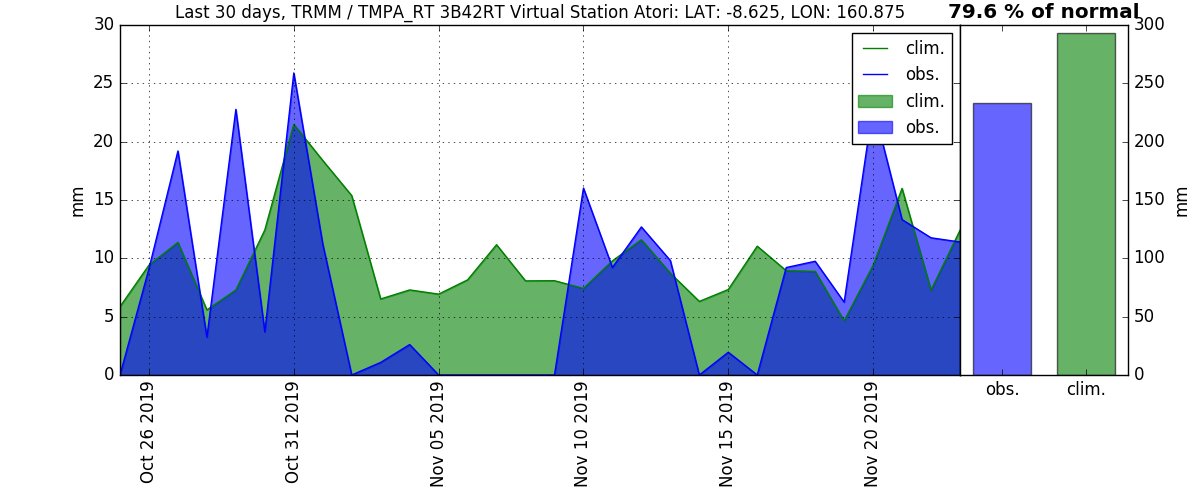 Last 30 days, TRMM / TMPA_RT 3B42RT Virtual Station Atori: LAT: -8.625, LON: 160.875
79.6 % of normal
30
25
20
15
10
5
0
mm
clim.
obs.
clim.
obs.
300
250
200
150
100
50
0
mm
Oct 26 2019
Oct 31 2019
Nov 05 2019
Nov 10 2019
Nov 15 2019
Nov 20 2019
obs.
clim.